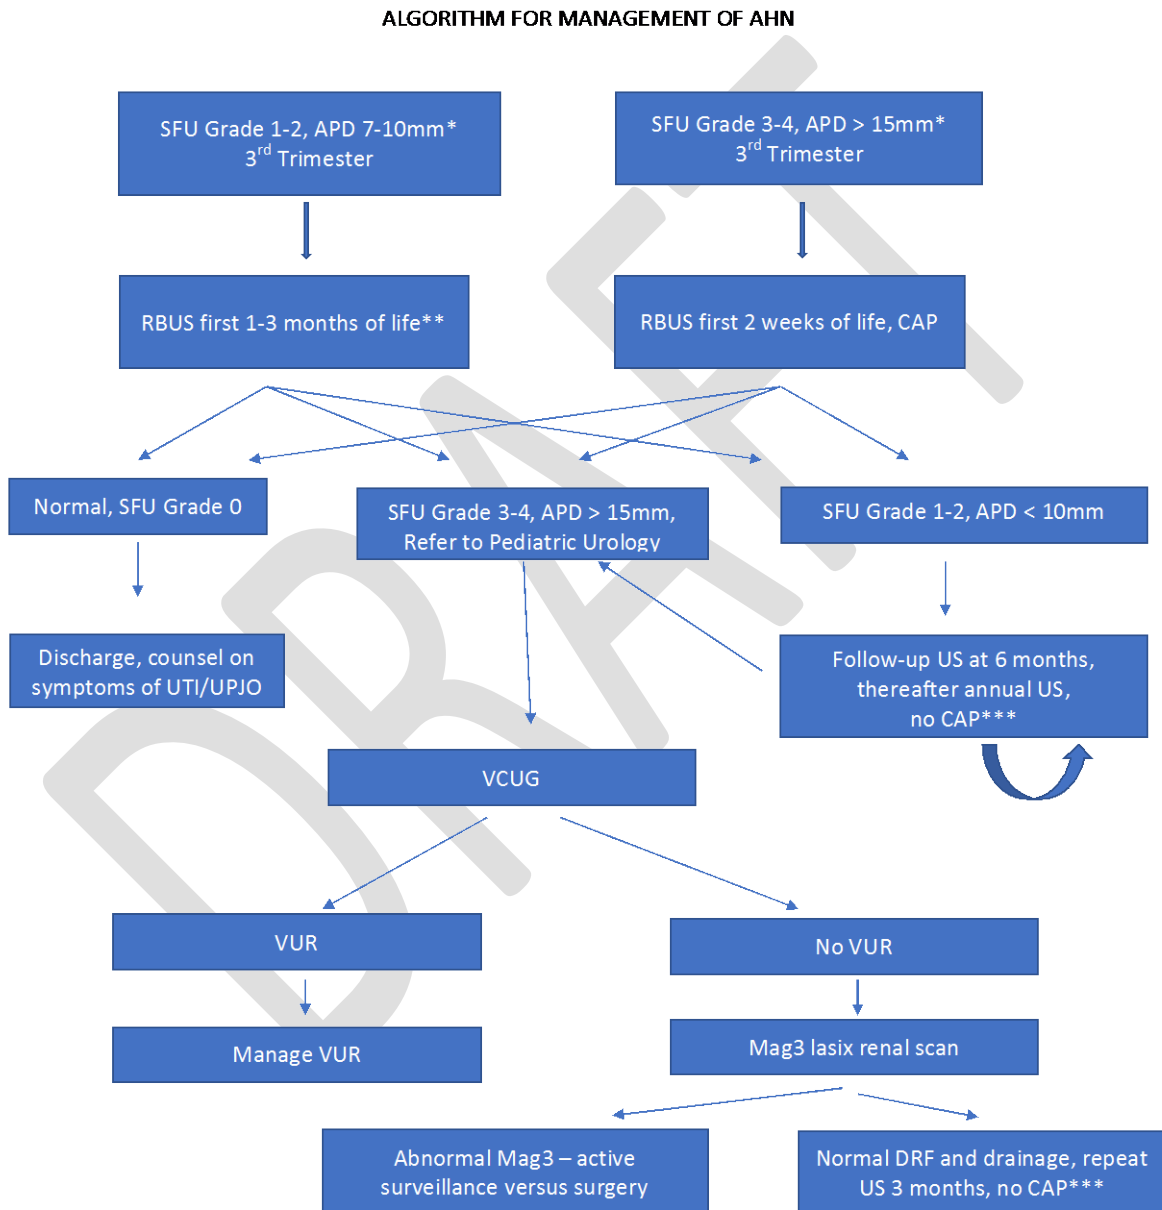 ALGORITHM FOR MANAGEMENT OF AHN
SFU Grade 1-2, APD 7-10mm*
3rd Trimester
SFU Grade 3-4, APD > 15mm*
3rd Trimester
RBUS first 1-3 months of life**
RBUS first 2 weeks of life, CAP
Normal, SFU Grade 0
SFU Grade 3-4, APD > 15mm,
Refer to Pediatric Urology
SFU Grade 1-2, APD < 10mm
Discharge, counsel on
symptoms of UTI/UPJO
Follow-up US at 6 months,
thereafter annual US,
no CAP***
VCUG
VUR
No VUR
Manage VUR
Mag3 lasix renal scan
Abnormal Mag3 – active
surveillance versus surgery
Normal DRF and drainage, repeat
US 3 months, no CAP***
DRAFT